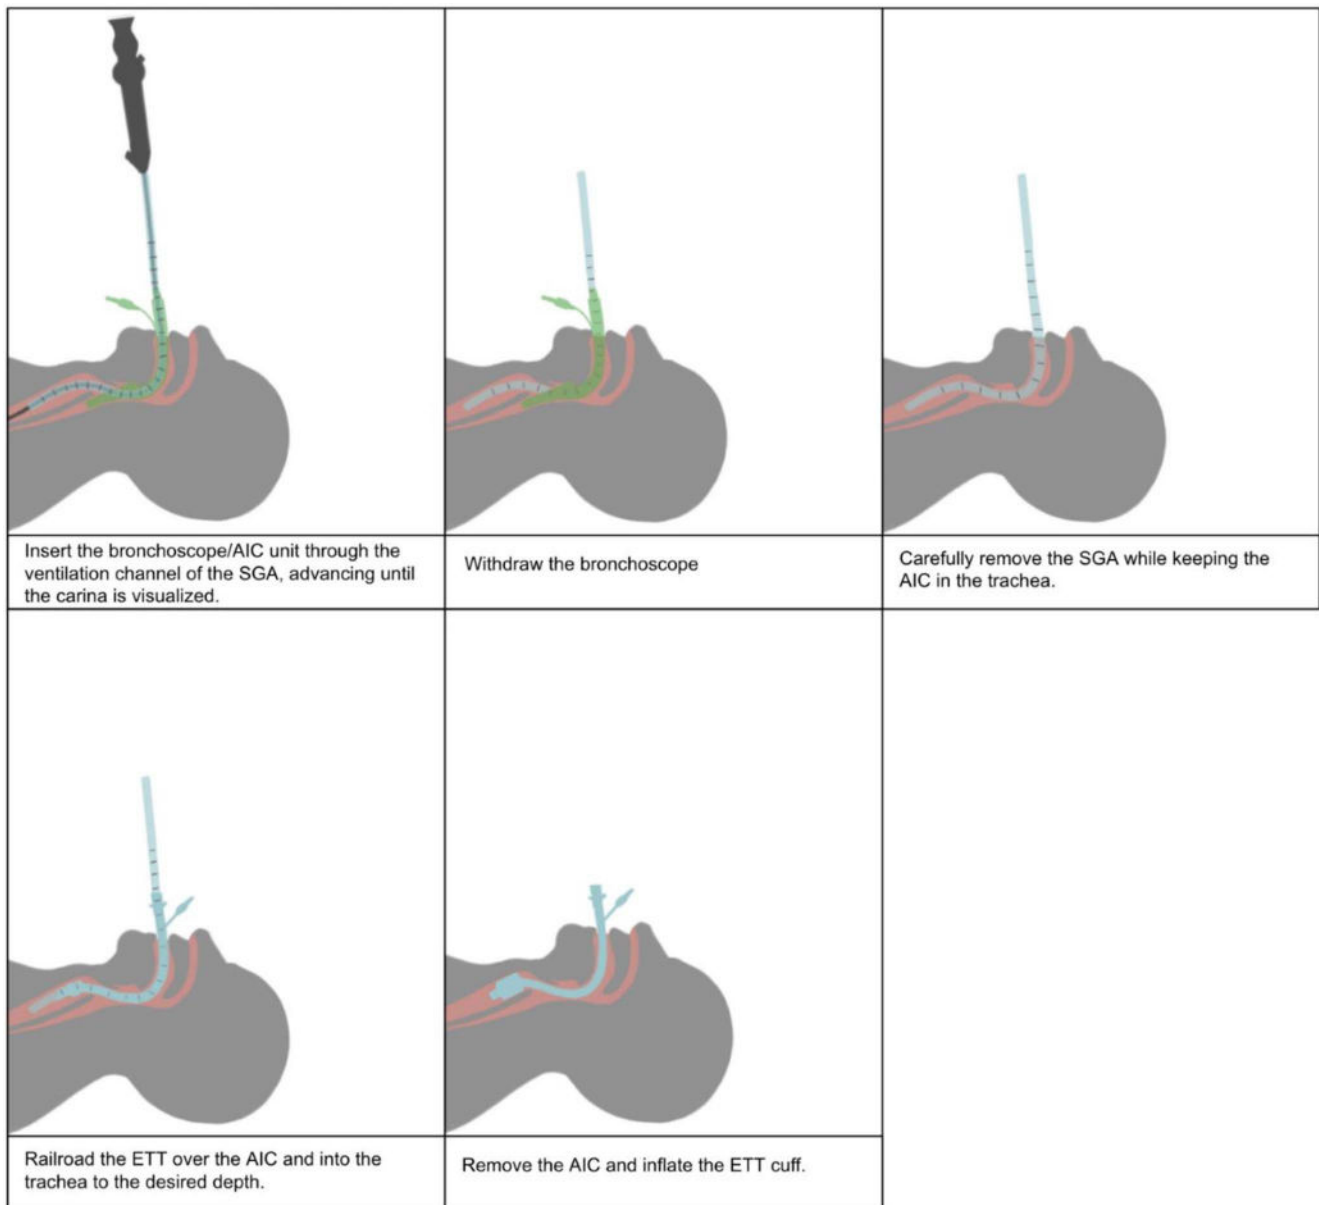 Insert the bronchoscope/AIC unit through the
ventilation channel of the SGA, advancing until
the carina is visualized.
Withdraw the bronchoscope
Carefully remove the SGA while keeping the
AIC in the trachea.
Railroad the ETT over the AIC and into the
trachea to the desired depth.
Remove the AIC and inflate the ETT cuff.